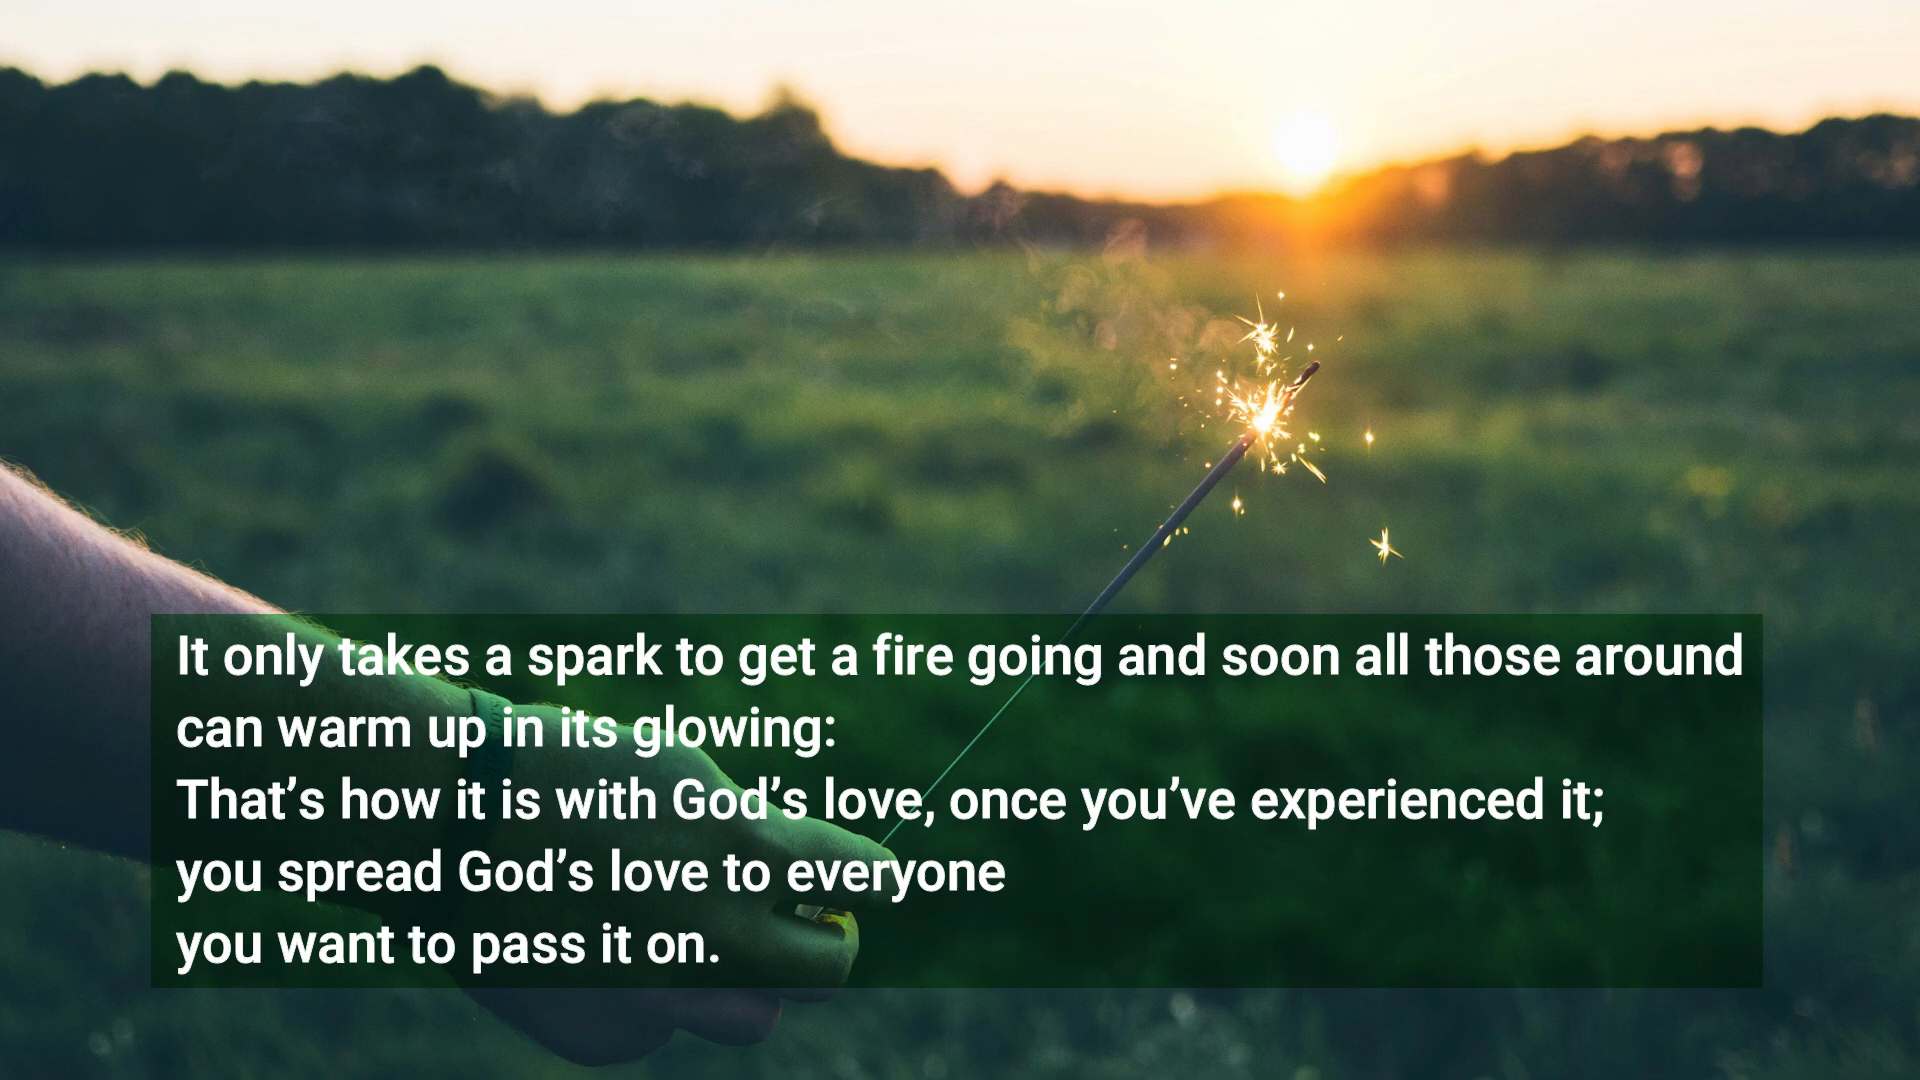 It only takes a spark to get a fire going and soon all those around
can warm up in its glowing:
That’s how it is with God’s love, once you’ve experienced it;
you spread God’s love to everyone
you want to pass it on.